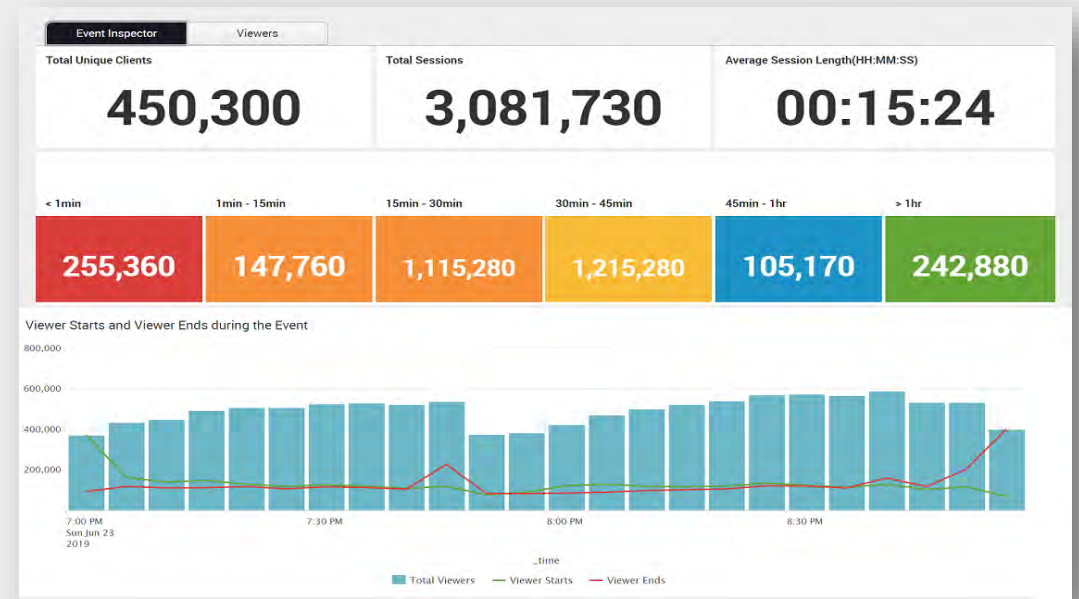 Event Inspector Viewers
Total Unique Clients Total Sessions Average Session Length(HH:MM:SS)
450,300 3,081,730 00:15:24
< 1min 1min - 15min 15min - 30min 30min - 45min 45min - 1hr > 1hr
255,360 147,760 1,115,280 1,215,280 105,170 242,880
Viewer Starts and Viewer Ends during the Event
800,000
600,000
400,000
200,000
7:00 PM 7:30 PM 8:00 PM 8:30 PM
Sun Jun 23
2019
_time
Total Viewers Viewer Starts Viewer Ends